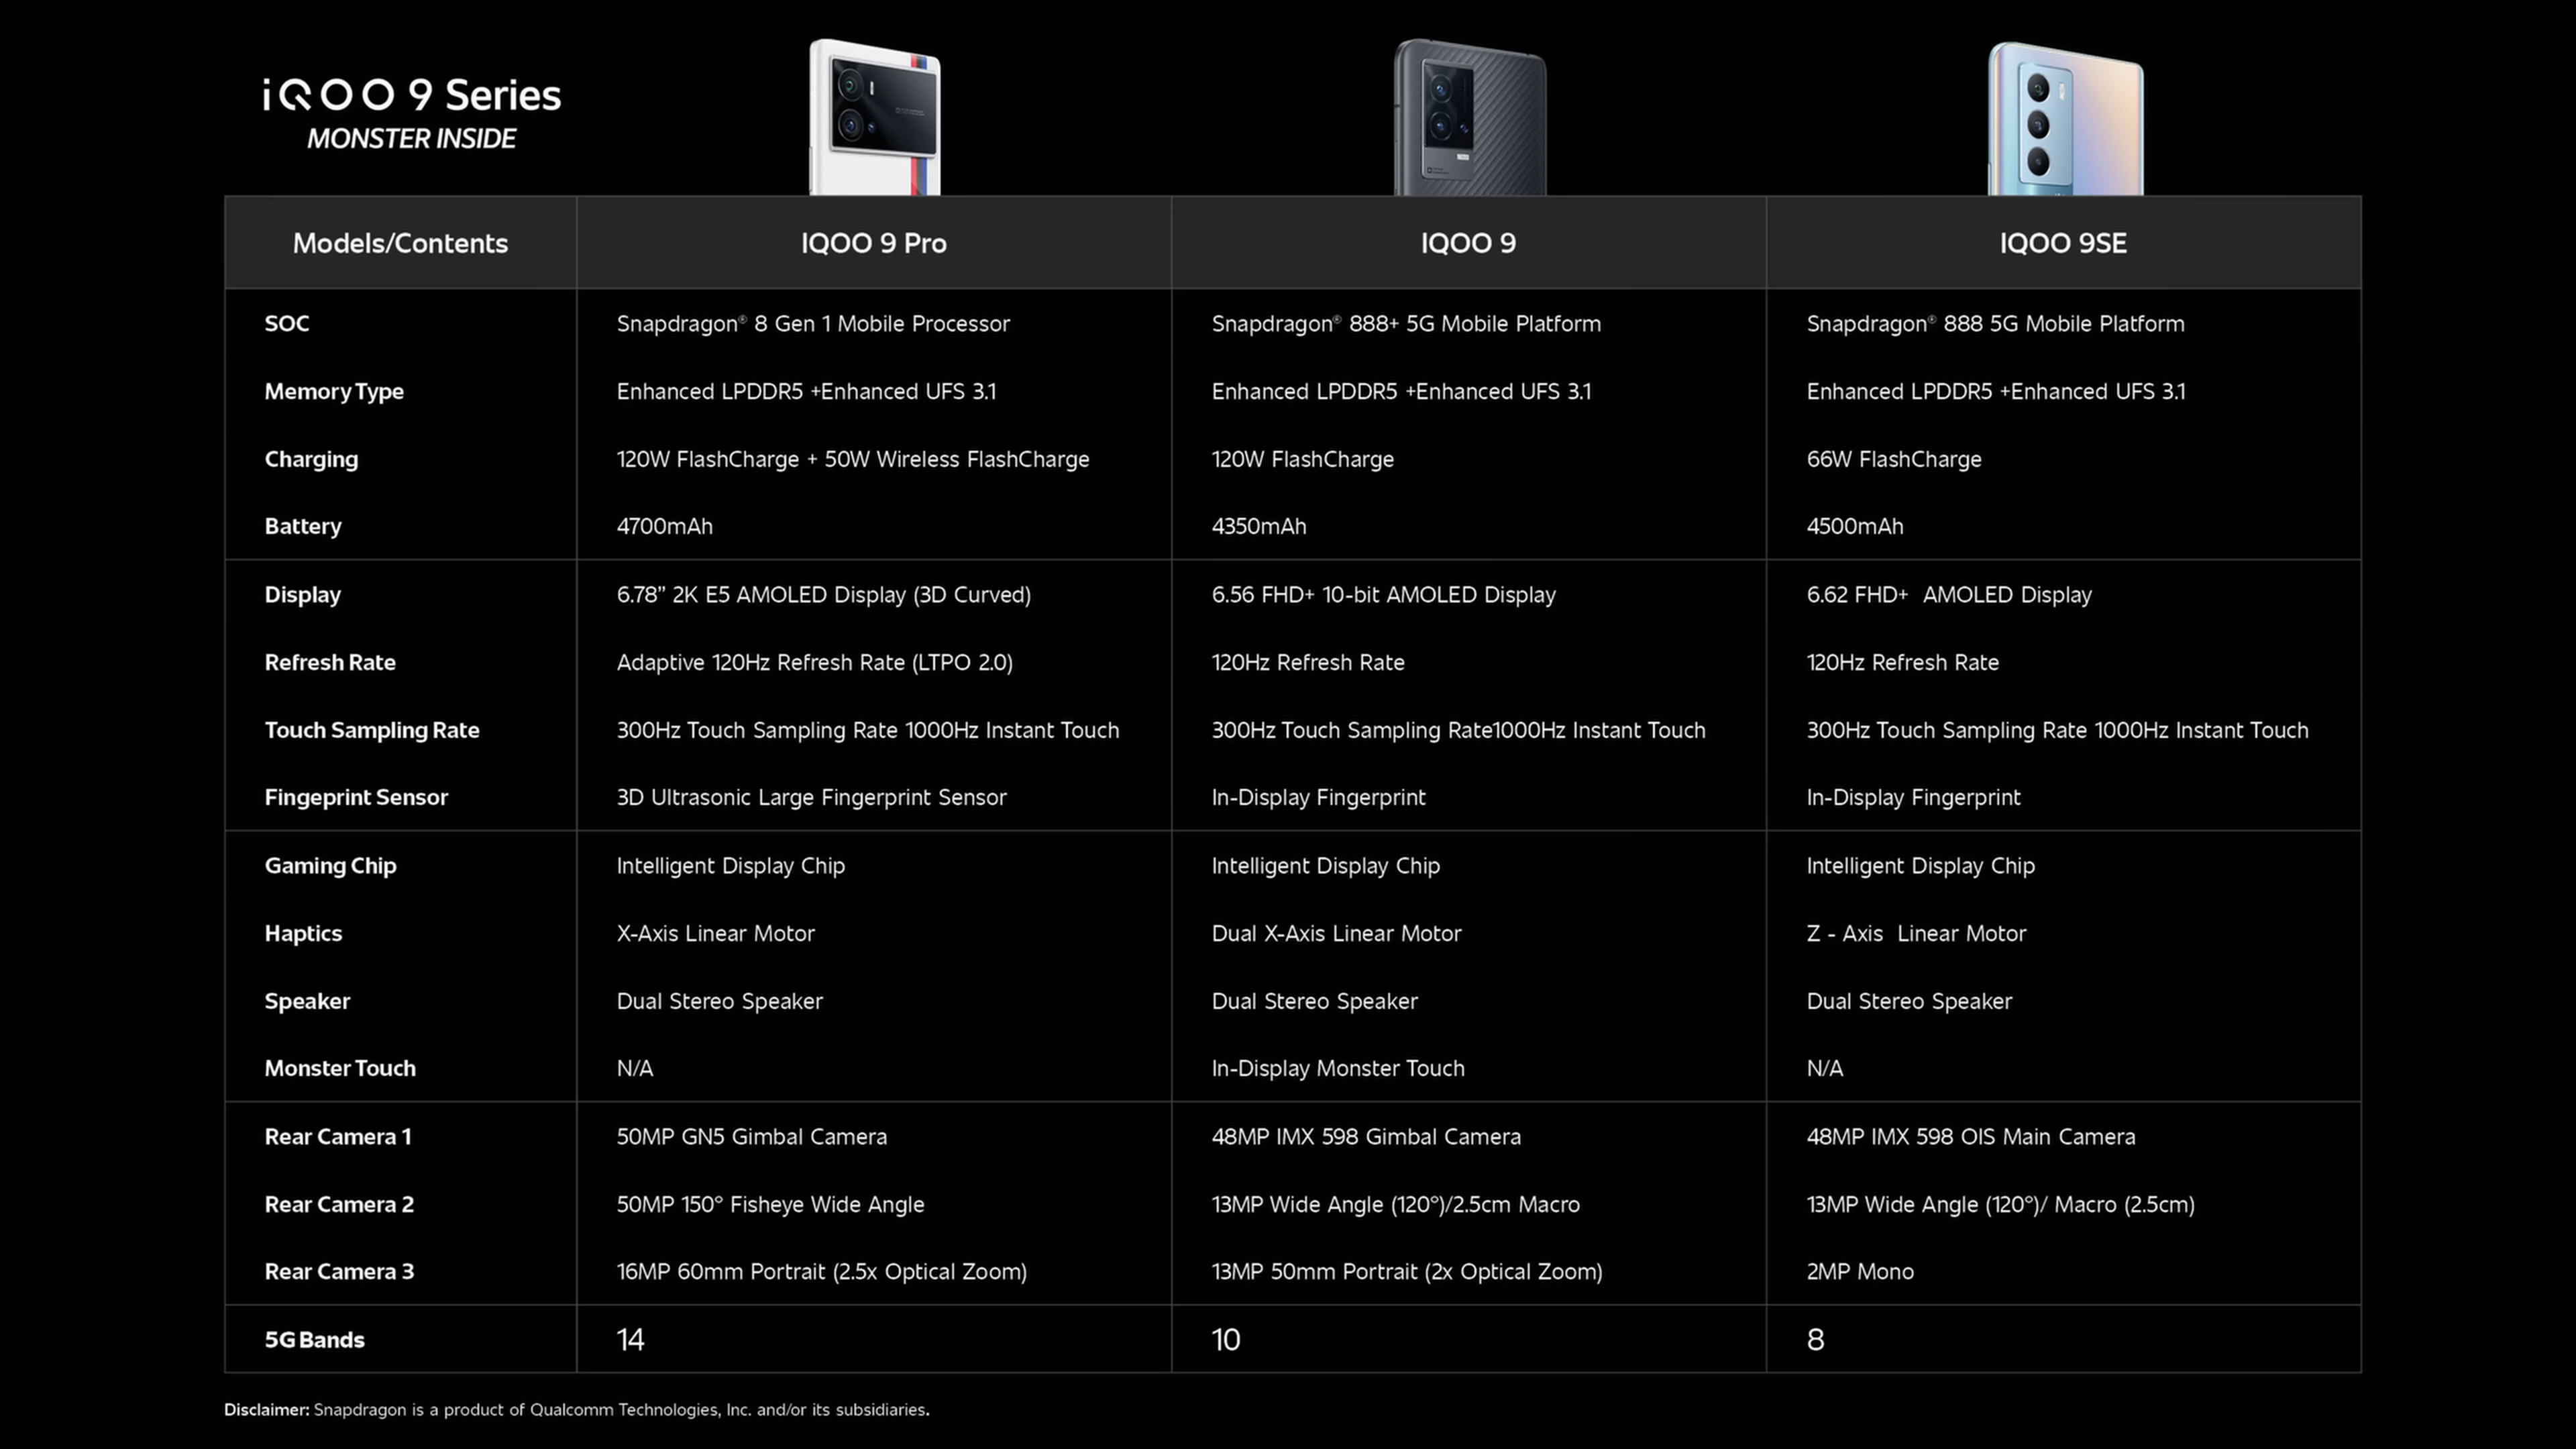 iQOO 9 Series
MONSTER INSIDE
Models/Contents IQOO 9 Pro IQOO 9 IQOO 9SE
SOC Snapdragon® 8 Gen 1 Mobile Processor Snapdragon® 888+ 5G Mobile Platform Snapdragon® 888 5G Mobile Platform
Memory Type Enhanced LPDDR5 +Enhanced UFS 3.1 Enhanced LPDDR5 +Enhanced UFS 3.1 Enhanced LPDDR5 +Enhanced UFS 3.1
Charging 120W FlashCharge + 50W Wireless FlashCharge 120W FlashCharge 66W FlashCharge
Battery 4700mAh 4350mAh 4500mAh
Display 6.78” 2K E5 AMOLED Display (3D Curved) 6.56 FHD+ 10-bit AMOLED Display 6.62 FHD+ AMOLED Display
Refresh Rate Adaptive 120Hz Refresh Rate (LTPO 2.0) 120Hz Refresh Rate 120Hz Refresh Rate
Touch Sampling Rate 300Hz Touch Sampling Rate 1000Hz Instant Touch 300Hz Touch Sampling Rate1000Hz Instant Touch 300Hz Touch Sampling Rate 1000Hz Instant Touch
Fingeprint Sensor 3D Ultrasonic Large Fingerprint Sensor In-Display Fingerprint In-Display Fingerprint
Gaming Chip Intelligent Display Chip Intelligent Display Chip Intelligent Display Chip
Haptics X-Axis Linear Motor Dual X-Axis Linear Motor Z - Axis Linear Motor
Speaker Dual Stereo Speaker Dual Stereo Speaker Dual Stereo Speaker
Monster Touch N/A In-Display Monster Touch N/A
Rear Camera 1 50MP GN5 Gimbal Camera 48MP IMX 598 Gimbal Camera 48MP IMX 598 OIS Main Camera
Rear Camera 2 50MP 150° Fisheye Wide Angle 13MP Wide Angle (120°)/2.5cm Macro 13MP Wide Angle (120°)/ Macro (2.5cm)
Rear Camera 3 16MP 60mm Portrait (2.5x Optical Zoom) 13MP 50mm Portrait (2x Optical Zoom) 2MP Mono
5G Bands 14 10 8
Disclaimer: Snapdragon is a product of Qualcomm Technologies, Inc. and/or its subsidiaries.